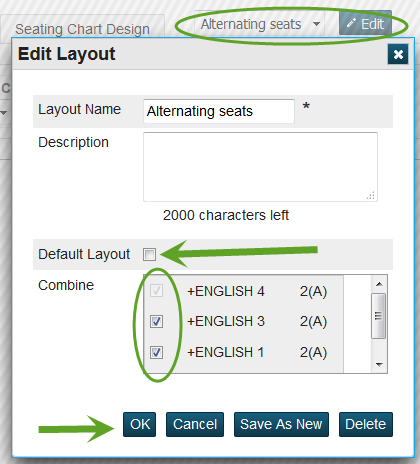 Seating Chart Design
Alternating seats
Edit
Edit Layout
Layout Name Alternating seats *
Description
2000 characters left
Default Layout
Combine
+ENGLISH 4 2(A)
+ENGLISH 3 2(A)
+ENGLISH 1 2(A)
OK Cancel Save As New Delete